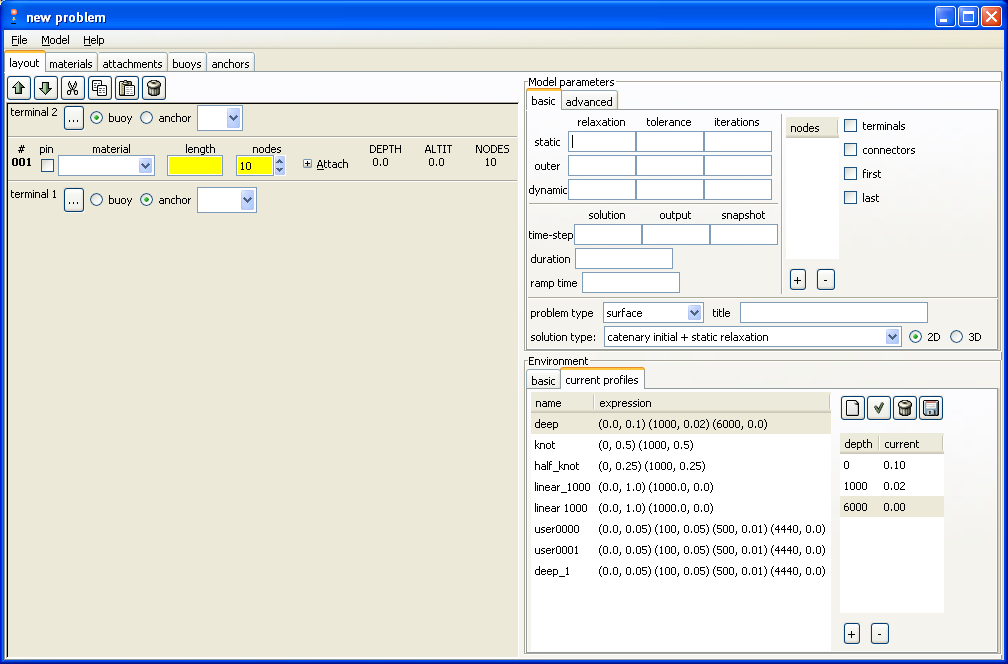 new problem
File Model Help
layout materials attachments buoys anchors
terminal 2 ... buoy anchor
# pin material length nodes DEPTH ALTIT NODES
001 10 Attach 0.0 0.0 10
terminal 1 ... buoy anchor
Model parameters
basic advanced
relaxation tolerance iterations
static
outer
dynamic
solution output snapshot
time-step
duration
ramp time
nodes
terminals
connectors
first
last
+ -
problem type surface title
solution type: catenary initial + static relaxation 2D 3D
Environment
basic current profiles
name expression
deep (0.0, 0.1) (1000, 0.02) (6000, 0.0)
knot (0, 0.5) (1000, 0.5)
half_knot (0, 0.25) (1000, 0.25)
linear_1000 (0.0, 1.0) (1000.0, 0.0)
linear 1000 (0.0, 1.0) (1000.0, 0.0)
user0000 (0.0, 0.05) (100, 0.05) (500, 0.01) (4440, 0.0)
user0001 (0.0, 0.05) (100, 0.05) (500, 0.01) (4440, 0.0)
deep_1 (0.0, 0.05) (100, 0.05) (500, 0.01) (4440, 0.0)
depth current
0 0.10
1000 0.02
6000 0.00
+ -